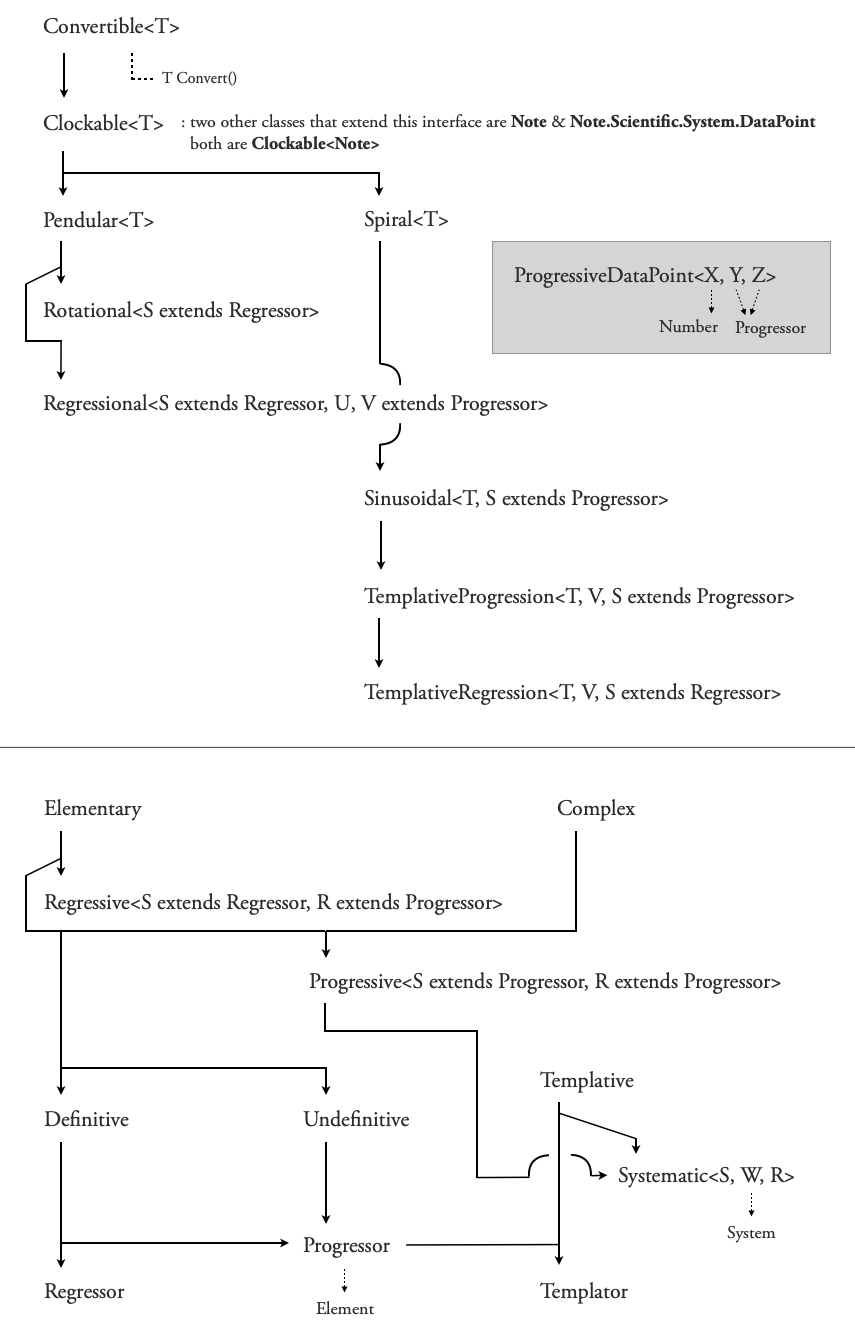 Convertible<T>
T Convert()
Clockable<T> : two other classes that extend this interface are Note & Note.Scientific.System.DataPoint
both are Clockable<Note>
Pendular<T>
Spiral<T>
ProgressiveDataPoint<X, Y, Z>
Number
Progressor
Rotational<S extends Regressor>
Regressional<S extends Regressor, U, V extends Progressor>
Sinusoidal<T, S extends Progressor>
TemplativeProgression<T, V, S extends Progressor>
TemplativeRegression<T, V, S extends Regressor>
Elementary
Complex
Regressive<S extends Regressor, R extends Progressor>
Progressive<S extends Progressor, R extends Progressor>
Templative
Definitive
Undefinitive
Systematic<S, W, R>
System
Progressor
Regressor
Templator
Element